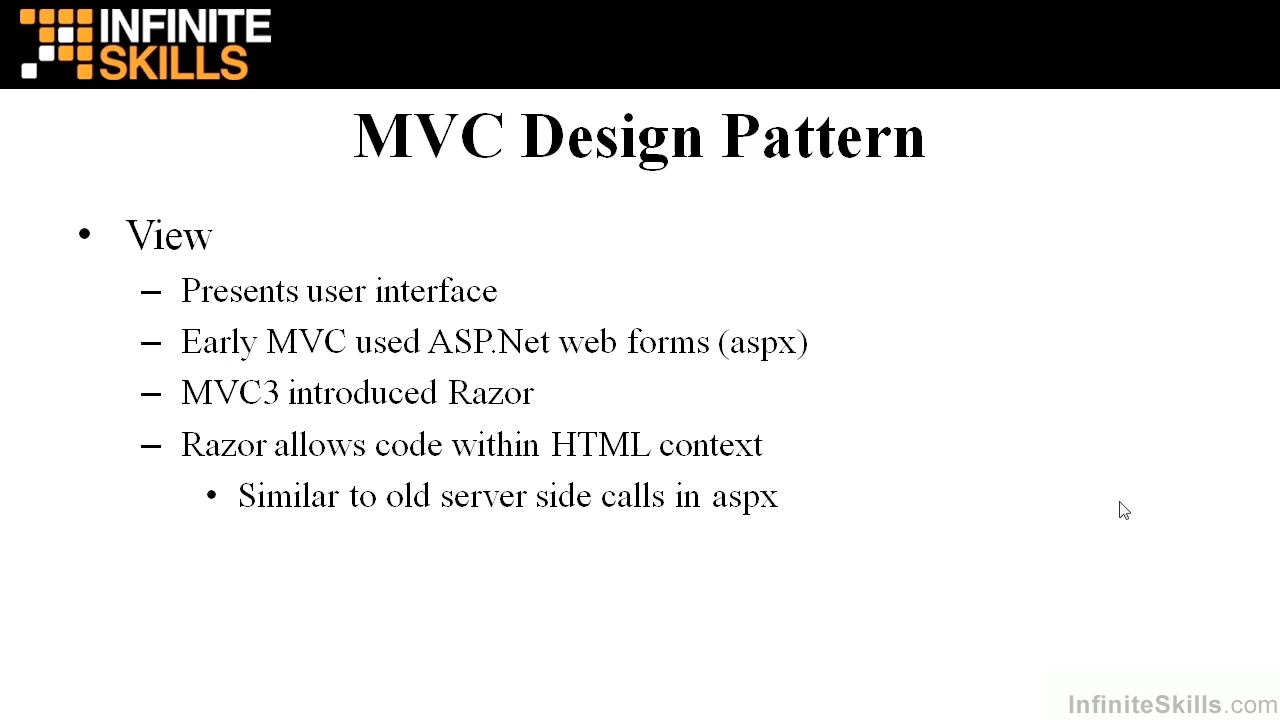 INFINITE
SKILLS
MVC Design Pattern
• View
– Presents user interface
– Early MVC used ASP.Net web forms (aspx)
– MVC3 introduced Razor
– Razor allows code within HTML context
• Similar to old server side calls in aspx
InfiniteSkills.com